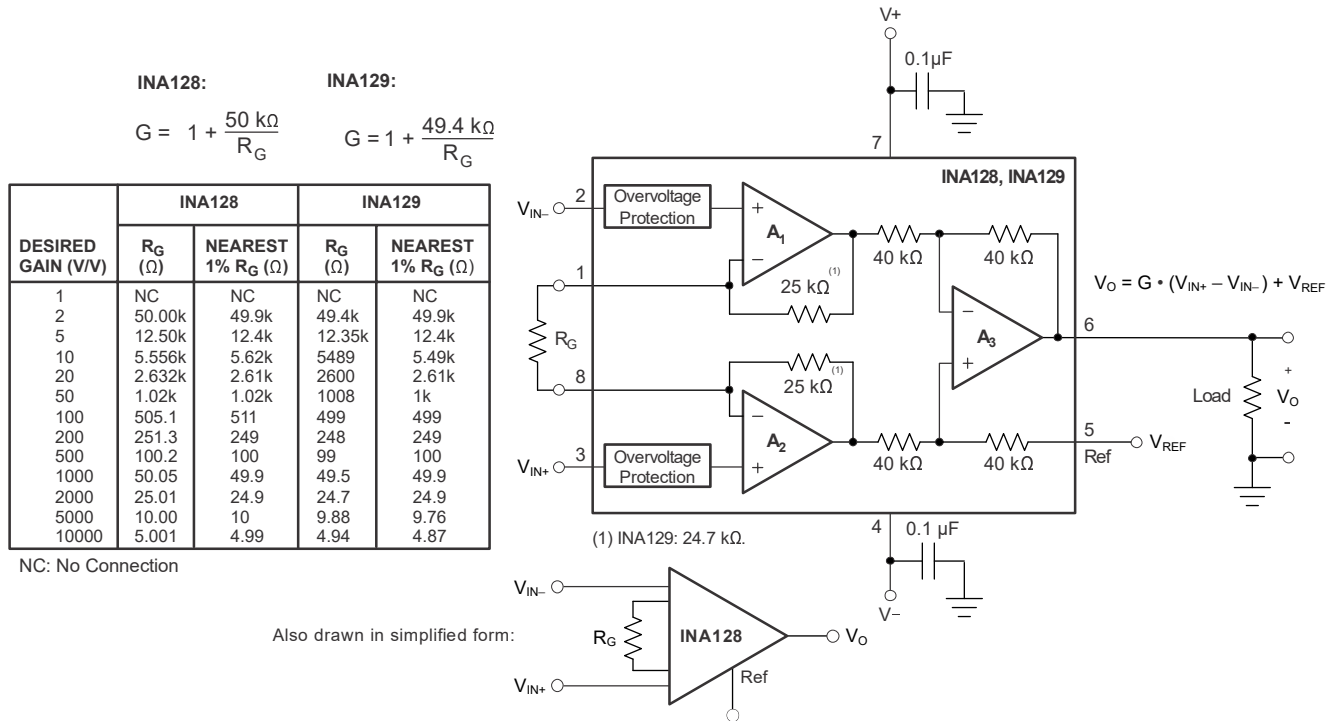 INA128:
G = 1 + 50 kΩ / R_G
INA129:
G = 1 + 49.4 kΩ / R_G
DESIRED GAIN (V/V) INA128 INA129
R_G (Ω) NEAREST 1% R_G (Ω) R_G (Ω) NEAREST 1% R_G (Ω)
1 NC NC NC NC
2 50.00k 49.9k 49.4k 49.9k
5 12.50k 12.4k 12.35k 12.4k
10 5.556k 5.62k 5489 5.49k
20 2.632k 2.61k 2600 2.61k
50 1.02k 1.02k 1008 1k
100 505.1 511 499 499
200 251.3 249 248 249
500 100.2 100 99 100
1000 50.05 49.9 49.5 49.9
2000 25.01 24.9 24.7 24.9
5000 10.00 10 9.88 9.76
10000 5.001 4.99 4.94 4.87
NC: No Connection
V+
0.1µF
7
INA128, INA129
V_IN–
2
Overvoltage
Protection
+
A_1
–
40 kΩ
40 kΩ
1
25 kΩ (1)
R_G
8
25 kΩ (1)
–
A_3
+
6
V_O = G • (V_IN+ – V_IN–) + V_REF
Load
+
V_O
-
V_IN+
3
Overvoltage
Protection
–
A_2
+
40 kΩ
40 kΩ
5
Ref
V_REF
4
0.1 µF
V–
(1) INA129: 24.7 kΩ.
Also drawn in simplified form:
V_IN–
R_G
V_IN+
INA128
V_O
Ref